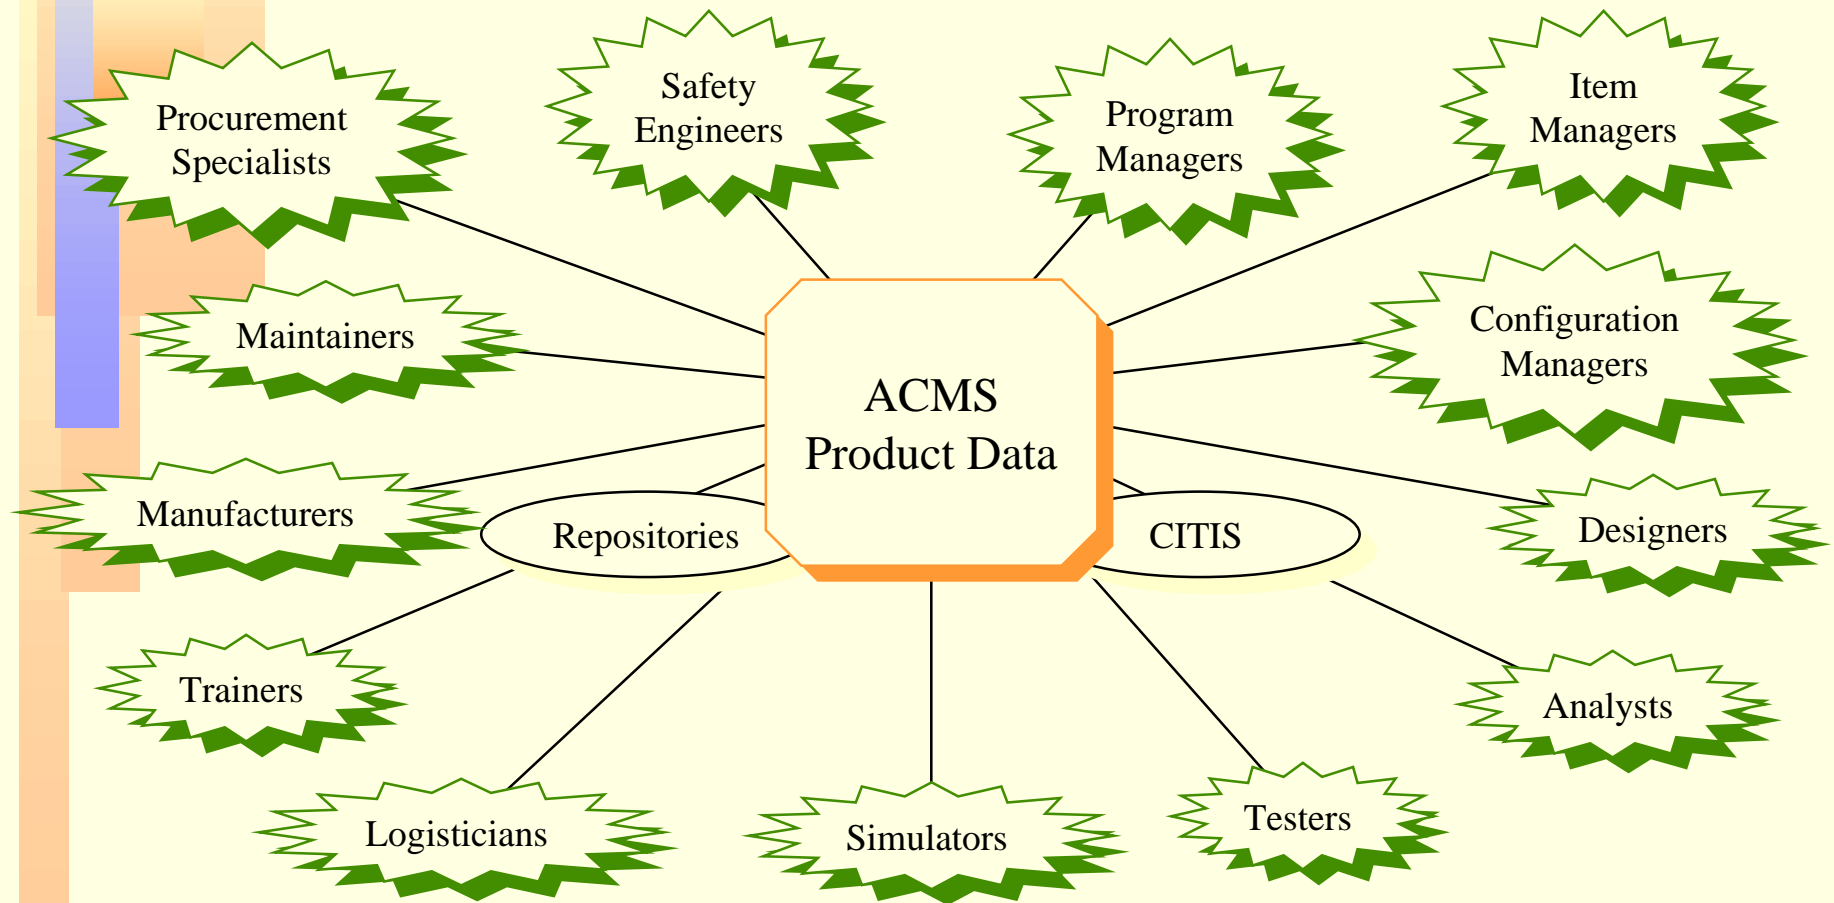 Procurement
Specialists
Safety
Engineers
Program
Managers
Item
Managers
Maintainers
Configuration
Managers
ACMS
Product Data
Manufacturers
Repositories
CITIS
Designers
Trainers
Analysts
Logisticians
Simulators
Testers